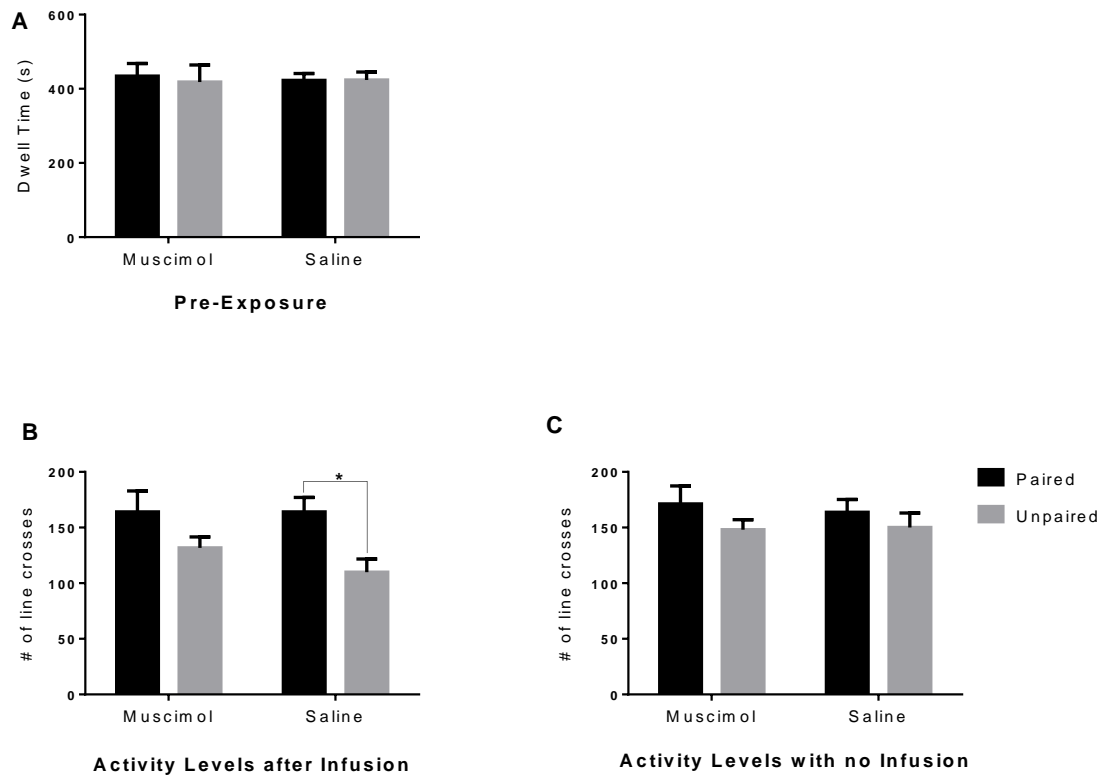 A
Dwell Time (s)
600
400
200
0
Muscimol
Saline
Pre-Exposure
B
# of line crosses
200
150
100
50
0
*
Muscimol
Saline
Activity Levels after Infusion
C
# of line crosses
200
150
100
50
0
Muscimol
Saline
Activity Levels with no Infusion
Paired
Unpaired